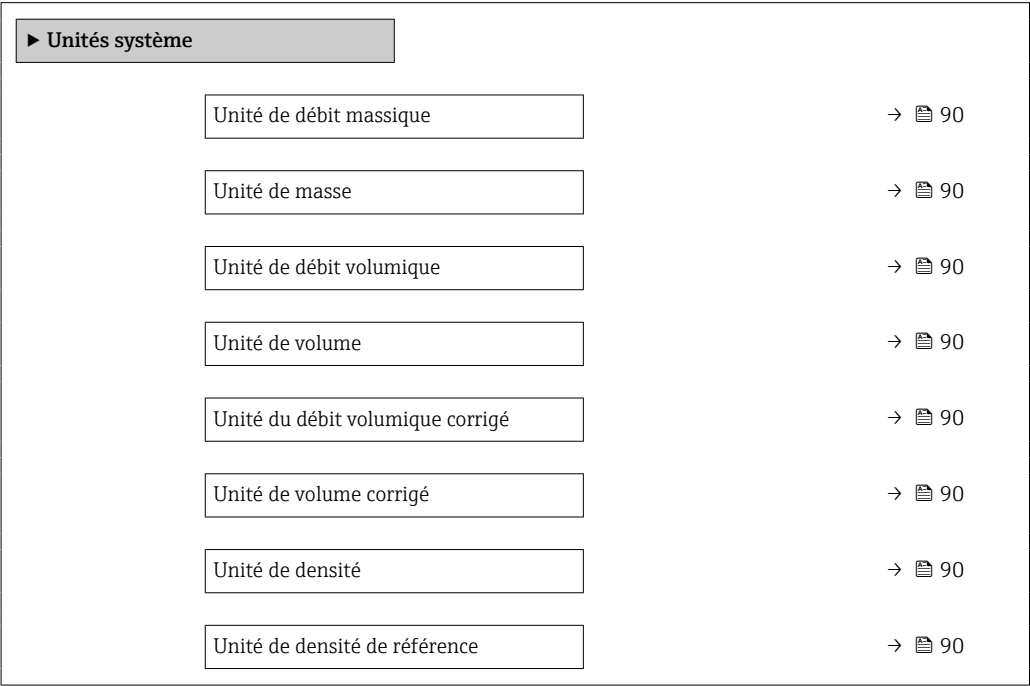 ▶ Unités système
Unité de débit massique → 90
Unité de masse → 90
Unité de débit volumique → 90
Unité de volume → 90
Unité du débit volumique corrigé → 90
Unité de volume corrigé → 90
Unité de densité → 90
Unité de densité de référence → 90